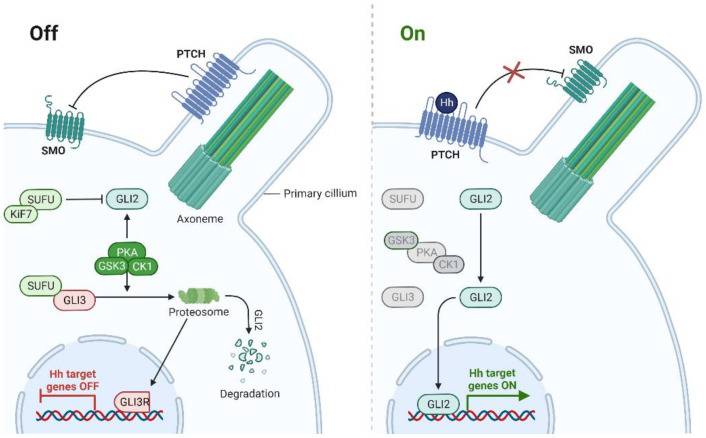 Off
PTCH
SMO
Primary cillium
Axoneme
SUFU
KiF7
GLI2
PKA
GSK3
CK1
SUFU
GLI3
Proteosome
GLI2
Degradation
Hh target
genes OFF
GLI3R
On
SMO
Hh
PTCH
SUFU
GLI2
GSK3
PKA
CK1
GLI3
GLI2
Hh target
genes ON
GLI2